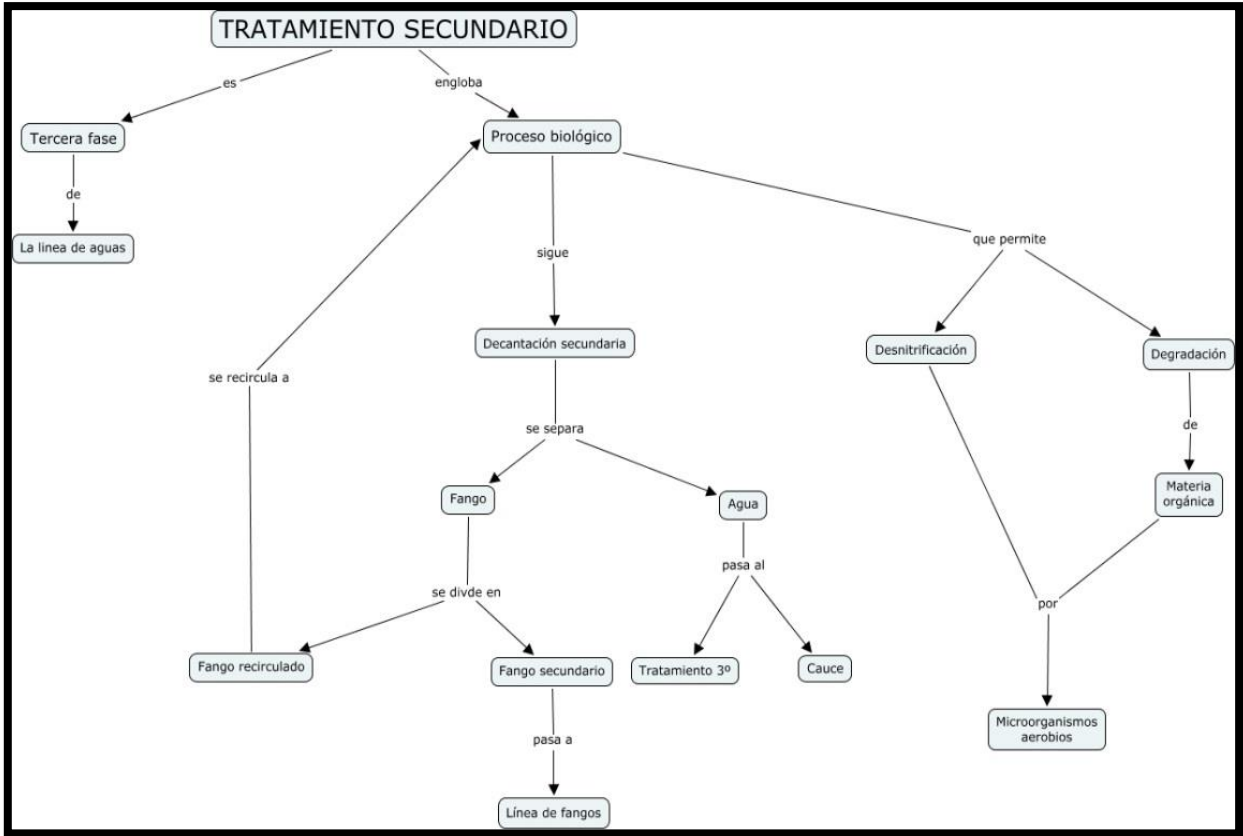 TRATAMIENTO SECUNDARIO
es
engloba
Tercera fase
Proceso biológico
de
La linea de aguas
sigue
que permite
Decantación secundaria
Desnitrificación
Degradación
se recircula a
se separa
de
Fango
Agua
Materia
orgánica
pasa al
se divde en
por
Fango recirculado
Fango secundario
Tratamiento 3º
Cauce
Microorganismos
aerobios
pasa a
Línea de fangos